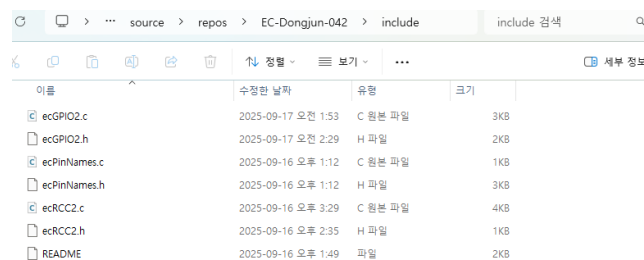 source > repos > EC-Dongjun-042 > include
include 검색
정렬 보기 ... 세부 정보
이름 수정한 날짜 유형 크기
ecGPIO2.c 2025-09-17 오전 1:53 C 원본 파일 3KB
ecGPIO2.h 2025-09-17 오전 2:29 H 파일 2KB
ecPinNames.c 2025-09-16 오후 1:12 C 원본 파일 1KB
ecPinNames.h 2025-09-16 오후 1:12 H 파일 3KB
ecRCC2.c 2025-09-16 오후 3:29 C 원본 파일 4KB
ecRCC2.h 2025-09-16 오후 2:35 H 파일 1KB
README 2025-09-16 오후 1:49 파일 2KB